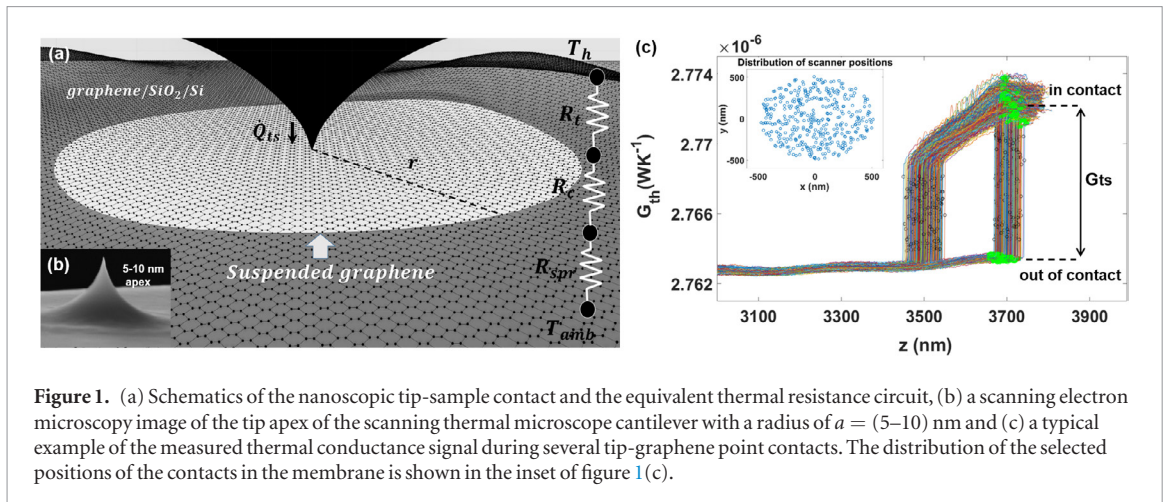 (a)
T_h
graphene/SiO₂/Si
Q̇_ts
R_t
r
R_c
Suspended graphene
R_spr
T_amb
(b)
5-10 nm
apex
(c)
×10⁻⁶
2.774
2.77
2.766
2.762
G_th(WK⁻¹)
Distribution of scanner positions
500
0
-500
y (nm)
-500 0 500
x (nm)
in contact
Gts
out of contact
3100 3300 3500 3700 3900
z (nm)
Figure 1. (a) Schematics of the nanoscopic tip-sample contact and the equivalent thermal resistance circuit, (b) a scanning electron
microscopy image of the tip apex of the scanning thermal microscope cantilever with a radius of a = (5–10) nm and (c) a typical
example of the measured thermal conductance signal during several tip-graphene point contacts. The distribution of the selected
positions of the contacts in the membrane is shown in the inset of figure 1(c).